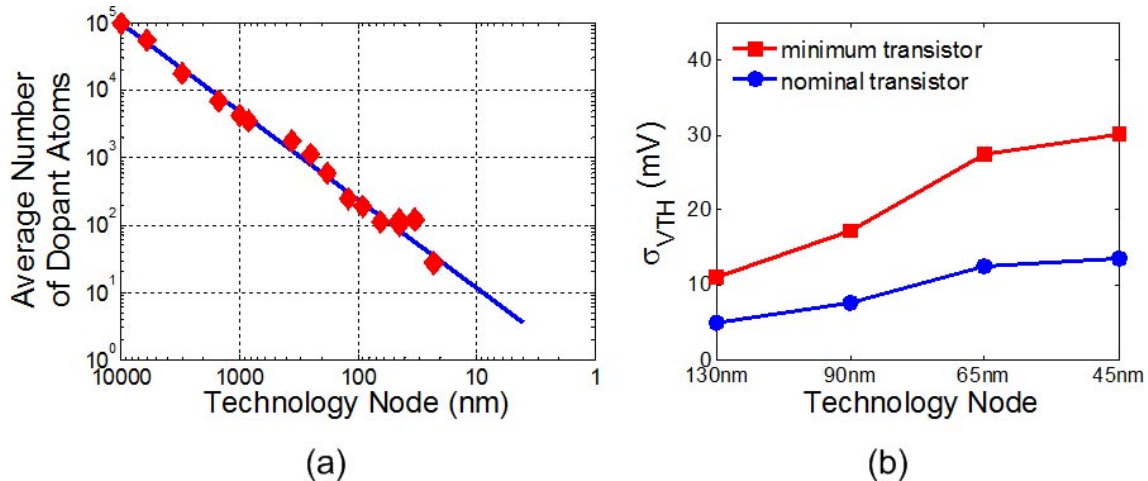 Average Number
of Dopant Atoms
10^5
10^4
10^3
10^2
10^1
10^0
10000
1000
100
10
1
Technology Node (nm)
(a)
σ_VTH (mV)
40
30
20
10
0
minimum transistor
nominal transistor
130nm
90nm
65nm
45nm
Technology Node
(b)